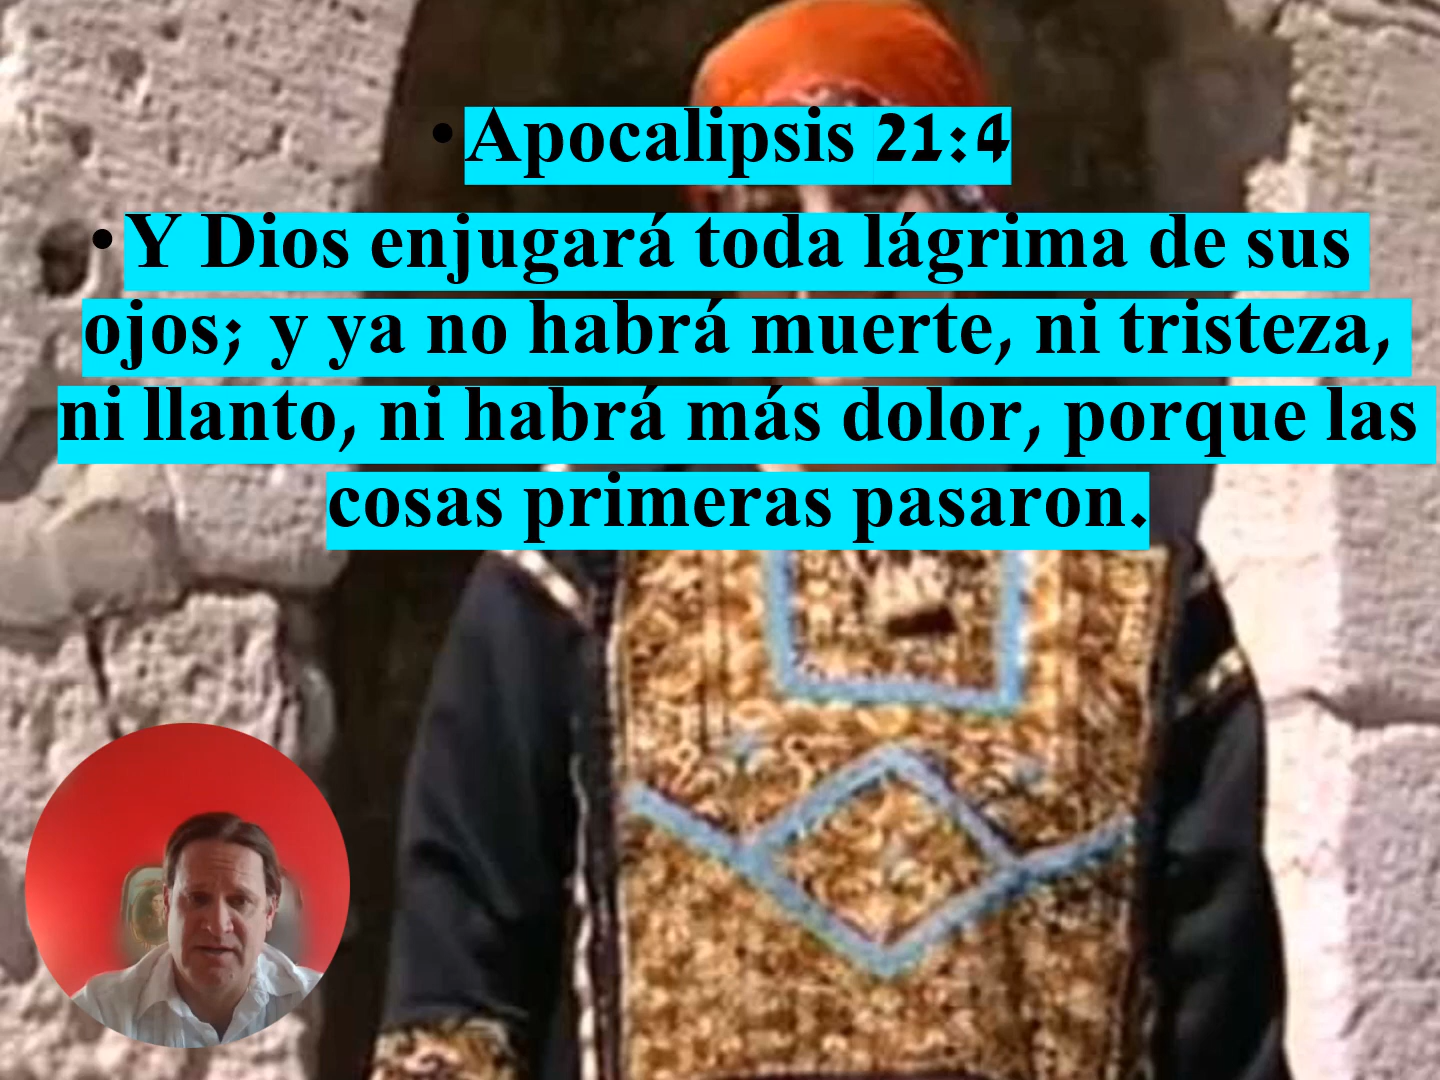 • Apocalipsis 21:4
• Y Dios enjugará toda lágrima de sus
ojos; y ya no habrá muerte, ni tristeza,
ni llanto, ni habrá más dolor, porque las
cosas primeras pasaron.